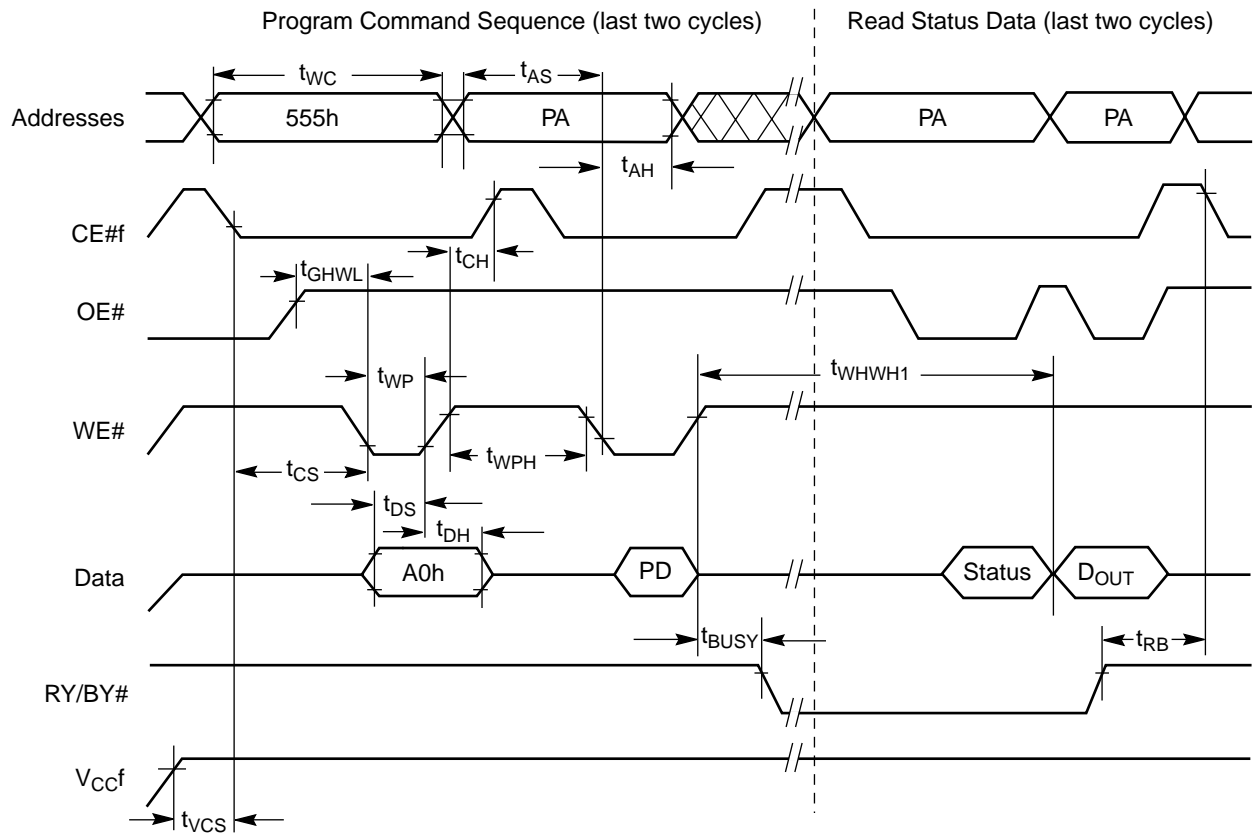 Program Command Sequence (last two cycles) Read Status Data (last two cycles)
tWC tAS
Addresses 555h PA PA PA
tAH
CE#f
tCH
tGHWL
OE#
tWP tWHWH1
WE#
tCS tWPH
tDS
tDH
Data A0h PD Status DOUT
tBUSY tRB
RY/BY#
VCCf
tVCS